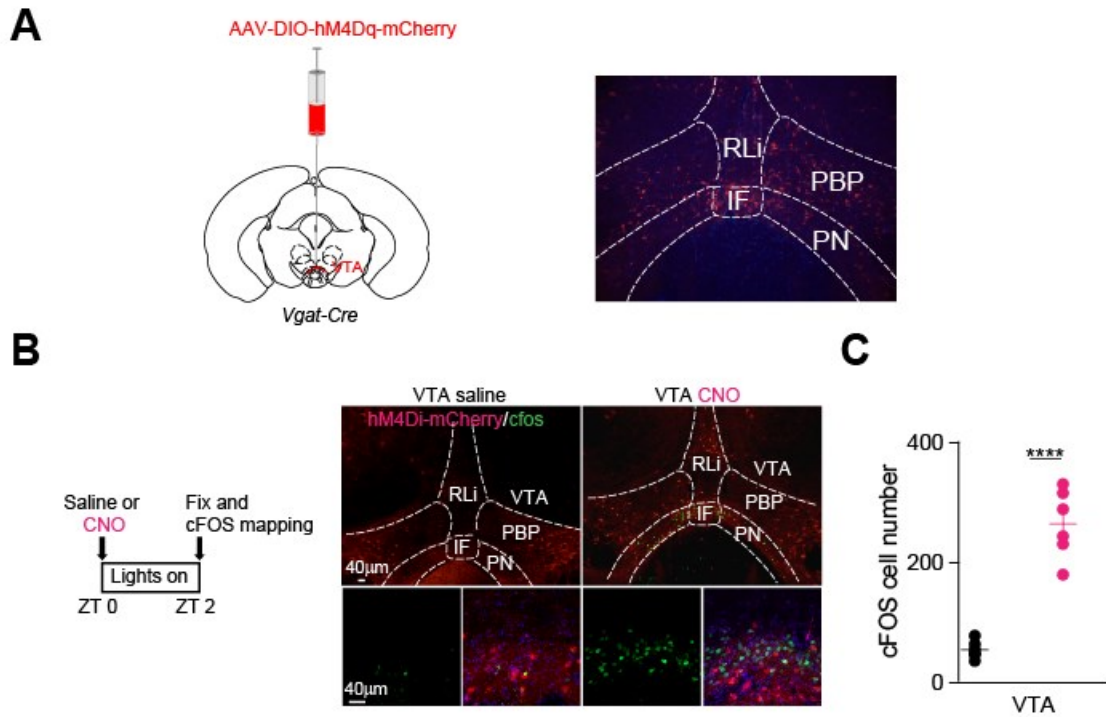 A
AAV-DIO-hM4Dq-mCherry
VTA
Vgat-Cre
RLi
PBP
IF
PN
B
Saline or
CNO
Fix and
cFOS mapping
Lights on
ZT 0
ZT 2
VTA saline
VTA CNO
hM4Di-mCherry/cfos
RLi
VTA
PBP
IF
PN
40μm
RLi
VTA
PBP
IF
PN
40μm
C
cFOS cell number
400
200
0
****
VTA